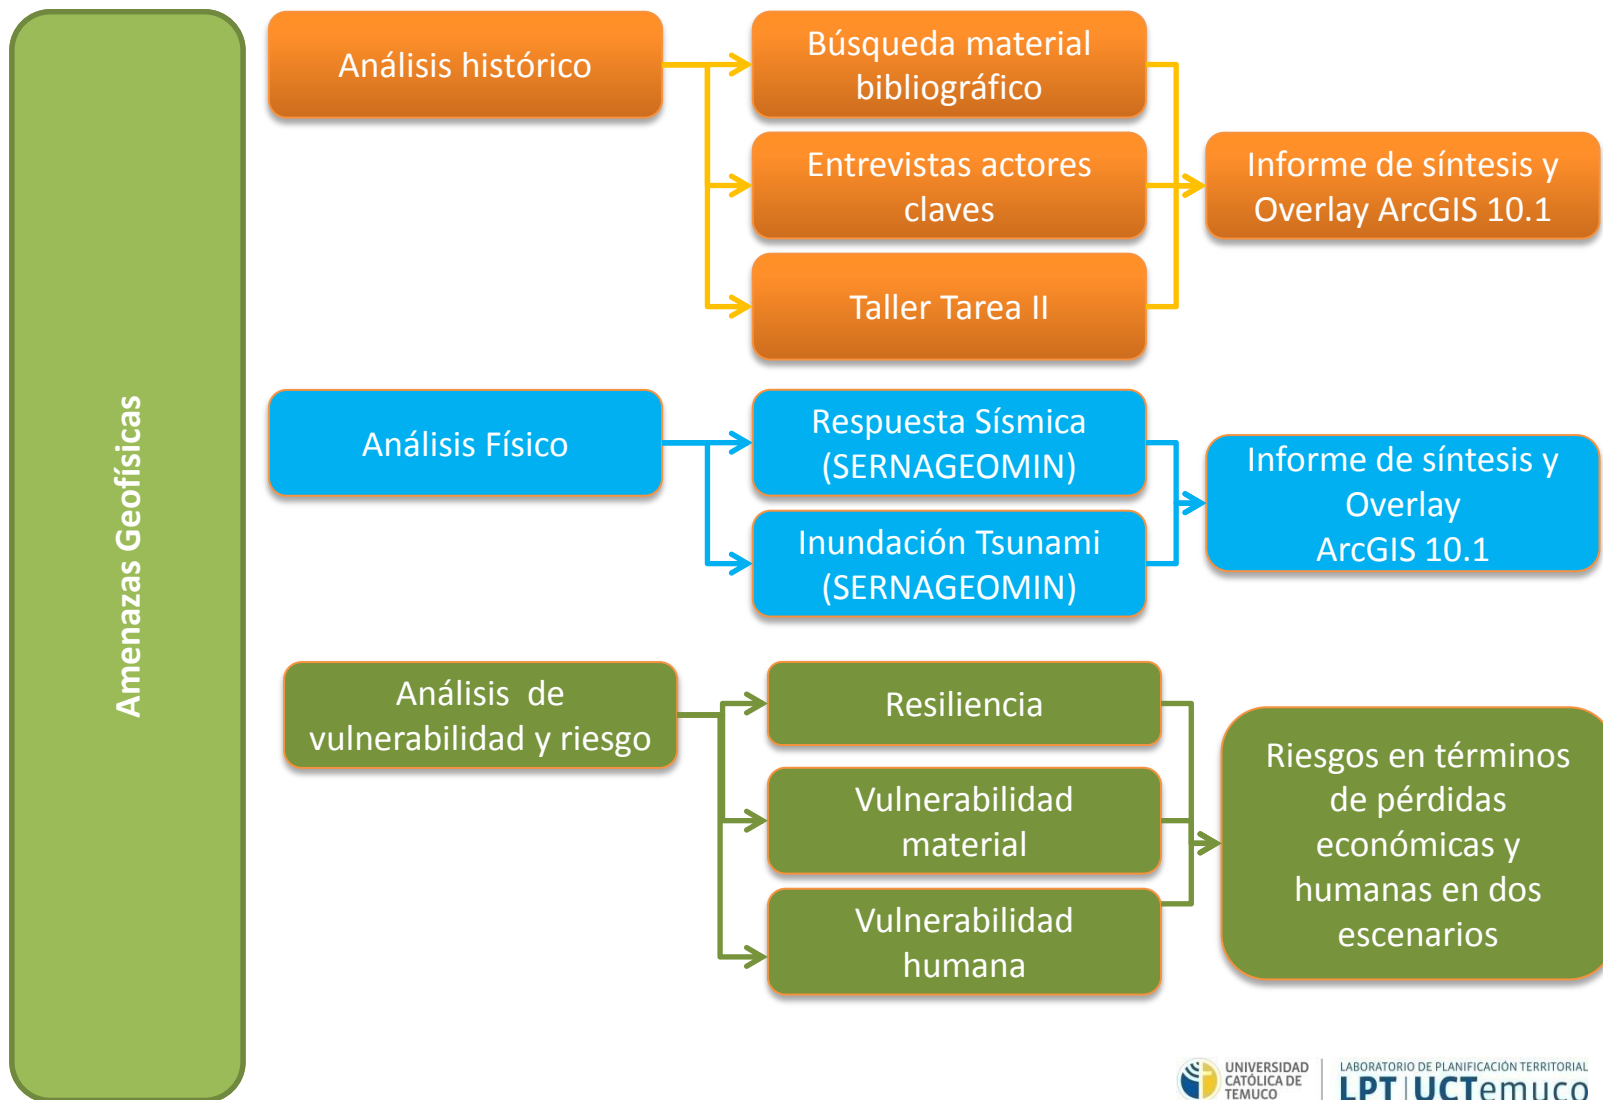 Amenazas Geofísicas
Análisis histórico
Búsqueda material
bibliográfico
Entrevistas actores
claves
Taller Tarea II
Informe de síntesis y
Overlay ArcGIS 10.1
Análisis Físico
Respuesta Sísmica
(SERNAGEOMIN)
Inundación Tsunami
(SERNAGEOMIN)
Informe de síntesis y
Overlay
ArcGIS 10.1
Análisis de
vulnerabilidad y riesgo
Resiliencia
Vulnerabilidad
material
Vulnerabilidad
humana
Riesgos en términos
de pérdidas
económicas y
humanas en dos
escenarios
UNIVERSIDAD
CATÓLICA DE
TEMUCO
LABORATORIO DE PLANIFICACIÓN TERRITORIAL
LPT|UCTemuco